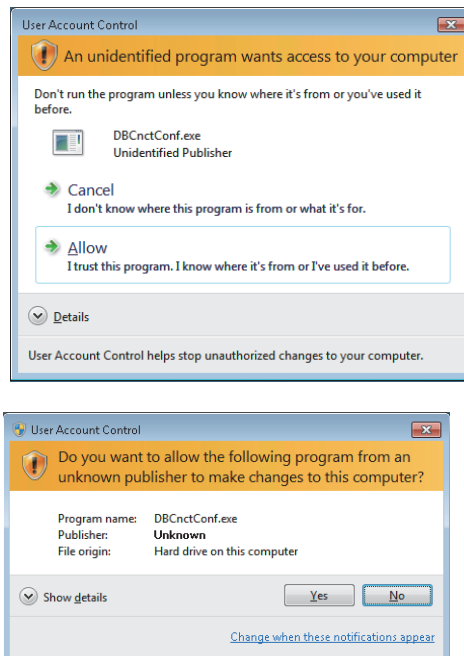 User Account Control
An unidentified program wants access to your computer
Don't run the program unless you know where it's from or you've used it
before.
DBCnctConf.exe
Unidentified Publisher
Cancel
I don't know where this program is from or what it's for.
Allow
I trust this program. I know where it's from or I've used it before.
Details
User Account Control helps stop unauthorized changes to your computer.
User Account Control
Do you want to allow the following program from an
unknown publisher to make changes to this computer?
Program name: DBCnctConf.exe
Publisher: Unknown
File origin: Hard drive on this computer
Show details Yes No
Change when these notifications appear